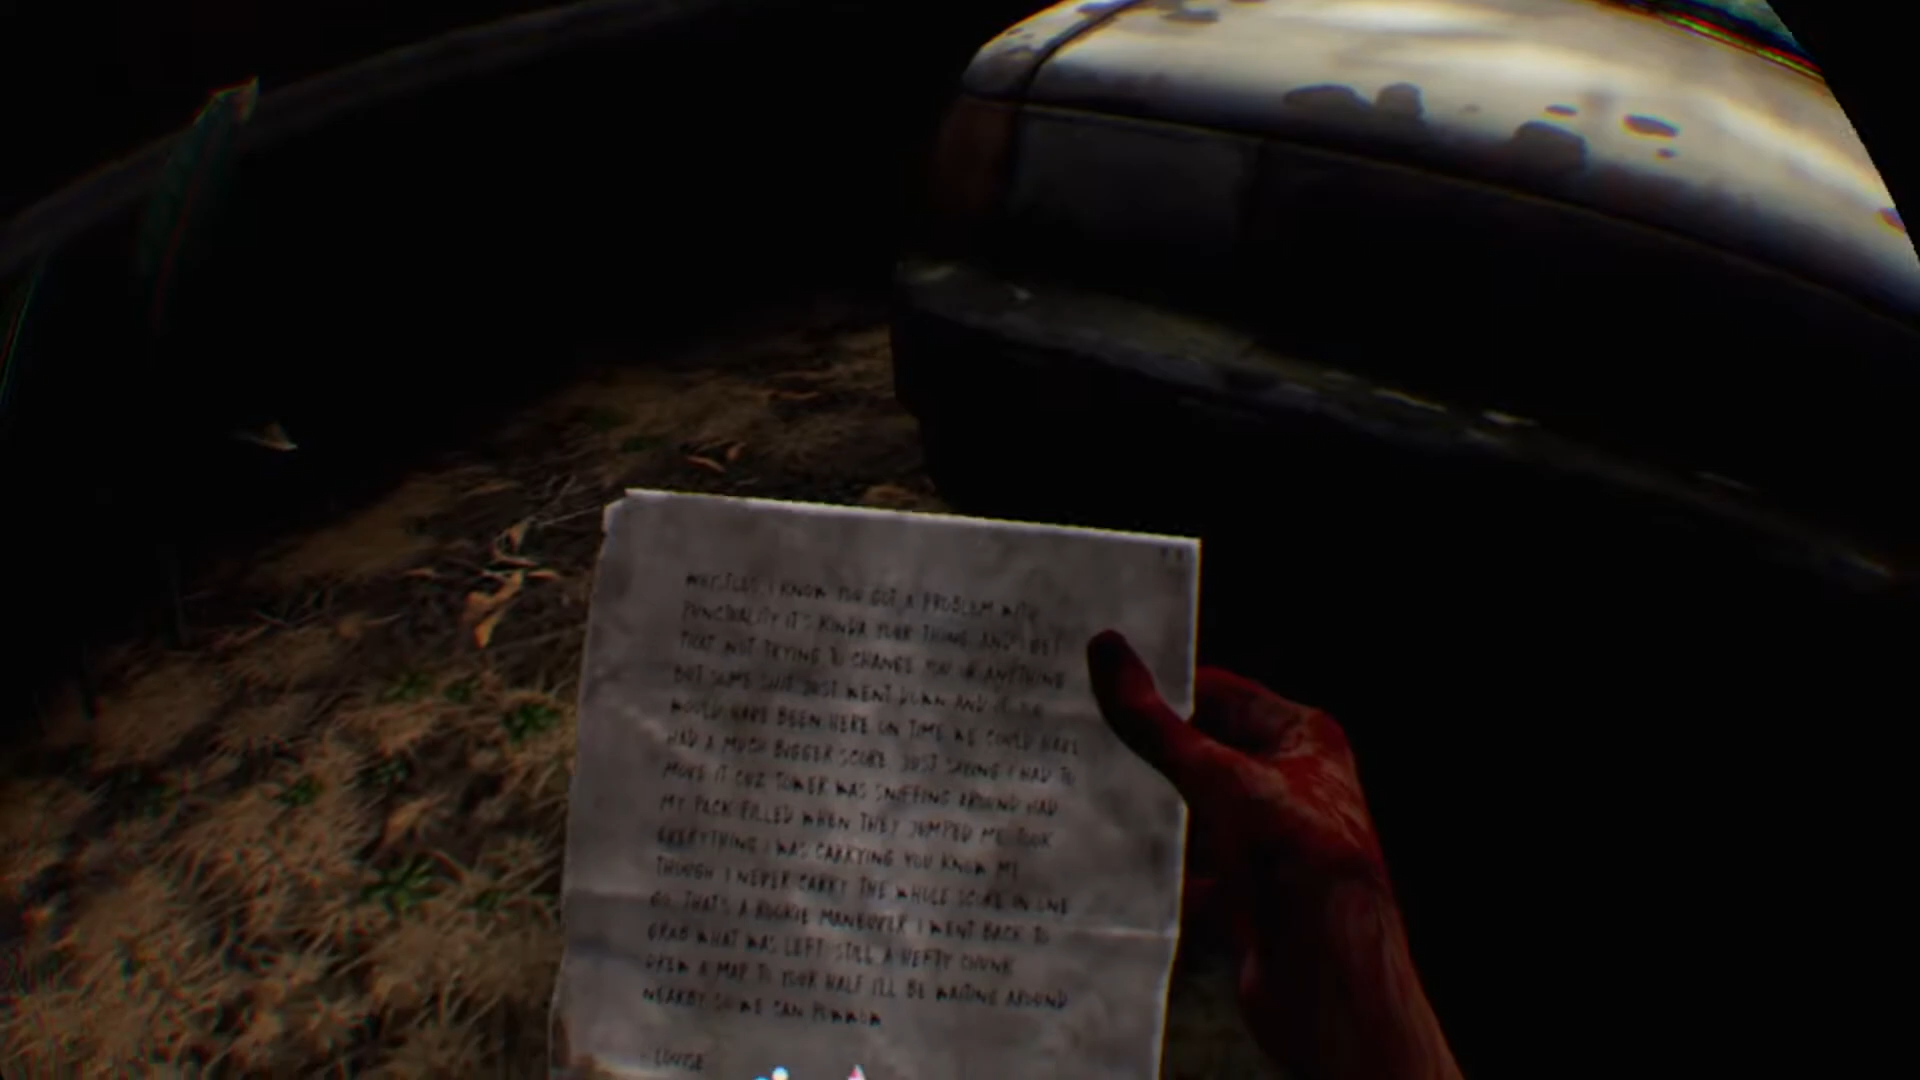 I KNOW YOU GOT A PROBLEM WITH
PUNCTUALITY IT'S KINDA YOUR THING AND I GET
THAT NOT TRYING TO CHANGE YOU OR ANYTHING
BUT SOME SHIT JUST WENT DOWN AND IF YOU
WOULD HAVE BEEN HERE ON TIME WE COULD HAVE
HAD A MUCH BIGGER SCORE JUST SAYING I HAD TO
MOVE IT CUZ TOWER WAS SNIFFING AROUND HAD
MY PACK FILLED WHEN THEY JUMPED ME TOOK
EVERYTHING I WAS CARRYING YOU KNOW ME
THOUGH I NEVER CARRY THE WHOLE SCORE IN ONE
GO. THAT'S A ROOKIE MANEUVER I WENT BACK TO
GRAB WHAT WAS LEFT STILL A HEFTY CHUNK
DREW A MAP TO YOUR HALF I'LL BE WAITING AROUND
NEARBY SO WE CAN POWWOW
- LOUISE